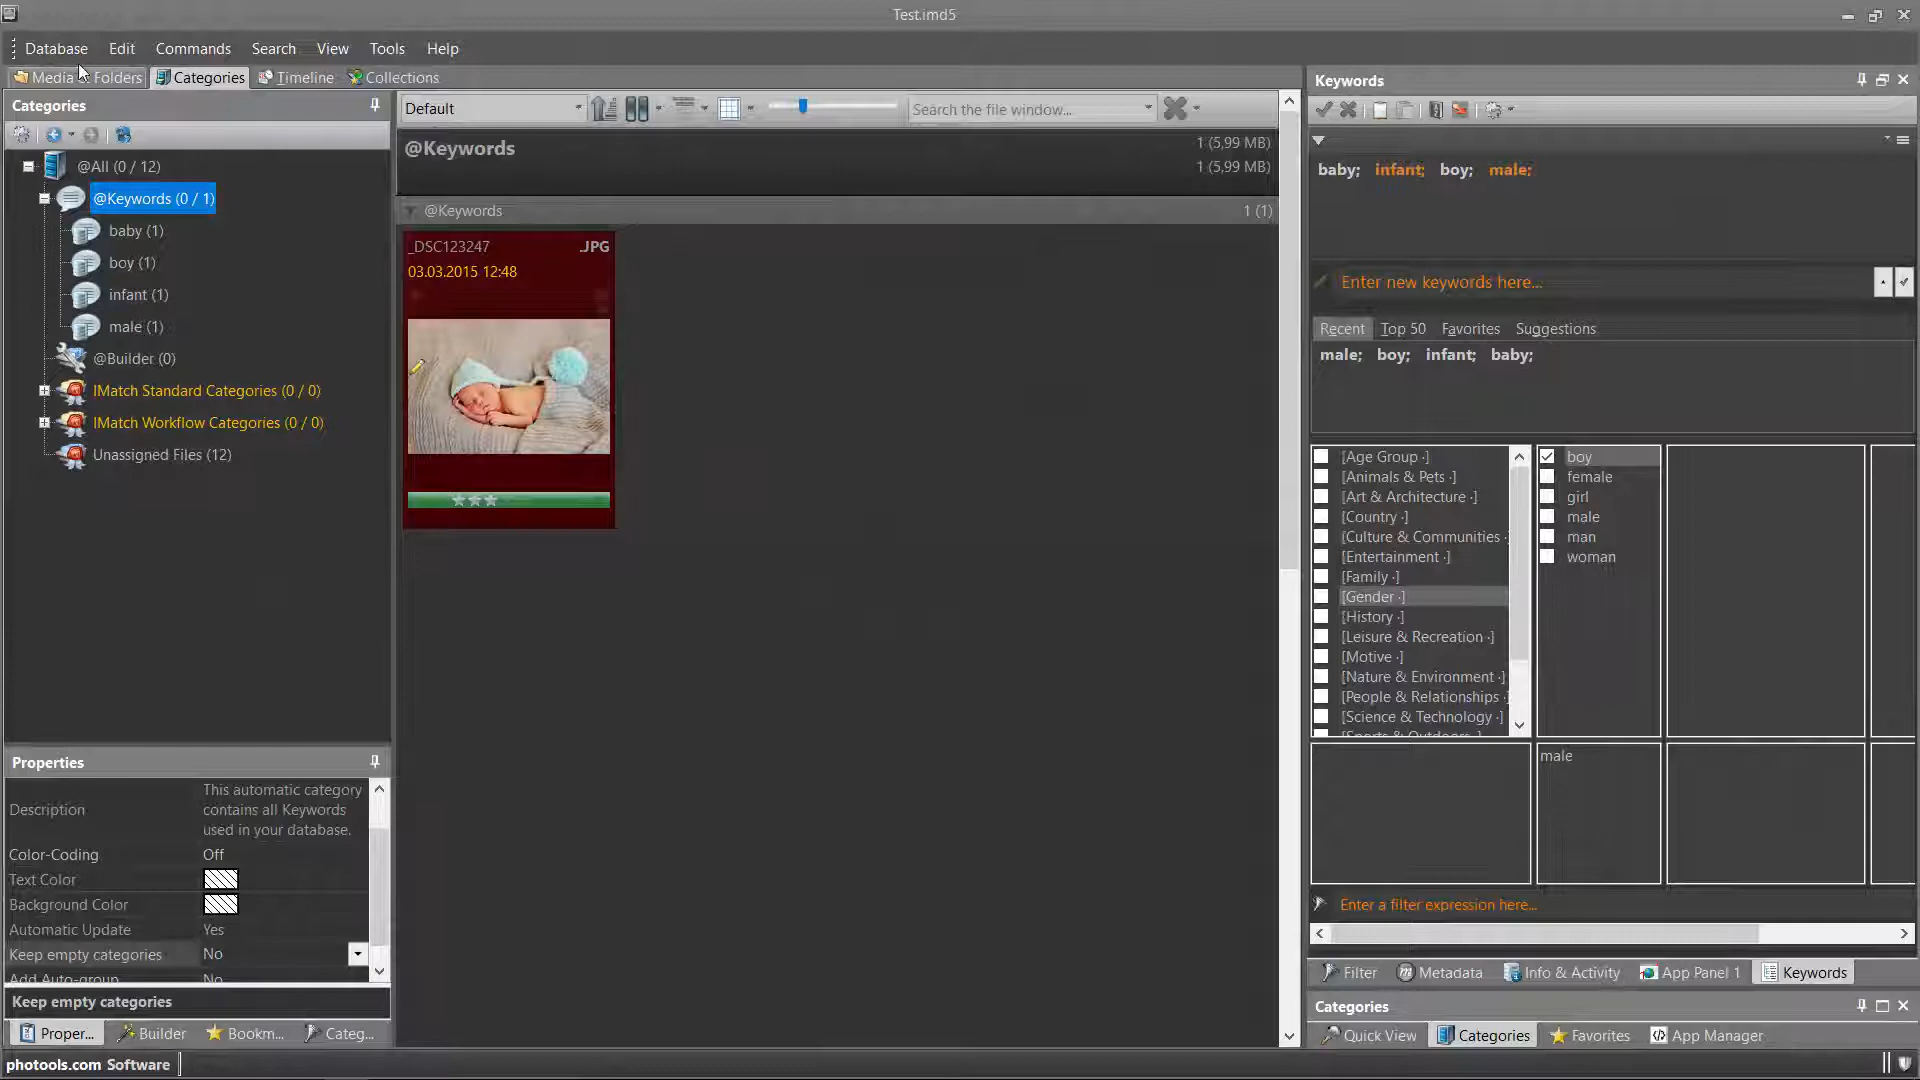 Test.imd5
Database Edit Commands Search View Tools Help
Media & Folders Categories Timeline Collections
Categories
@All (0 / 12)
@Keywords (0 / 1)
baby (1)
boy (1)
infant (1)
male (1)
@Builder (0)
IMatch Standard Categories (0 / 0)
IMatch Workflow Categories (0 / 0)
Unassigned Files (12)
Properties
Description This automatic category
contains all Keywords
used in your database.
Color-Coding Off
Text Color
Background Color
Automatic Update Yes
Keep empty categories No
Add Auto-group No
Keep empty categories
Proper... Builder Bookm... Categ...
photools.com Software
Default Search the file window...
@Keywords 1 (5,99 MB)
1 (5,99 MB)
@Keywords 1 (1)
_DSC123247 .JPG
03.03.2015 12:48
Keywords
baby; infant; boy; male;
Enter new keywords here...
Recent Top 50 Favorites Suggestions
male; boy; infant; baby;
[Age Group ·]
[Animals & Pets ·]
[Art & Architecture ·]
[Country ·]
[Culture & Communities ·
[Entertainment ·]
[Family ·]
[Gender ·]
[History ·]
[Leisure & Recreation ·]
[Motive ·]
[Nature & Environment ·]
[People & Relationships ·
[Science & Technology ·]
[Sports & Outdoors ·]
boy
female
girl
male
man
woman
male
Enter a filter expression here...
Filter Metadata Info & Activity App Panel 1 Keywords
Categories
Quick View Categories Favorites App Manager